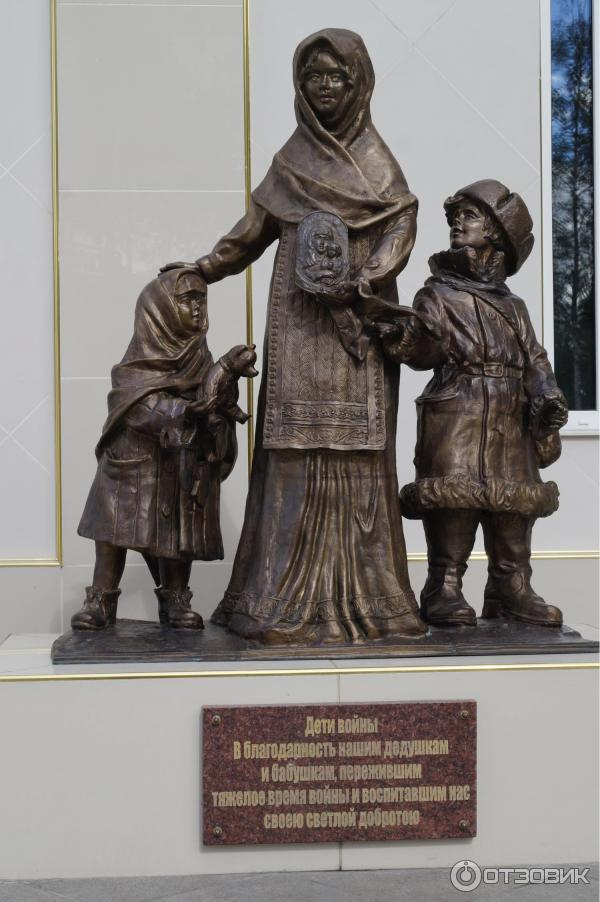 Дети войны
В благодарность нашим дедушкам
и бабушкам, пережившим
тяжелое время войны и воспитавшим нас
своею светлой добротою
ОТЗОВИК